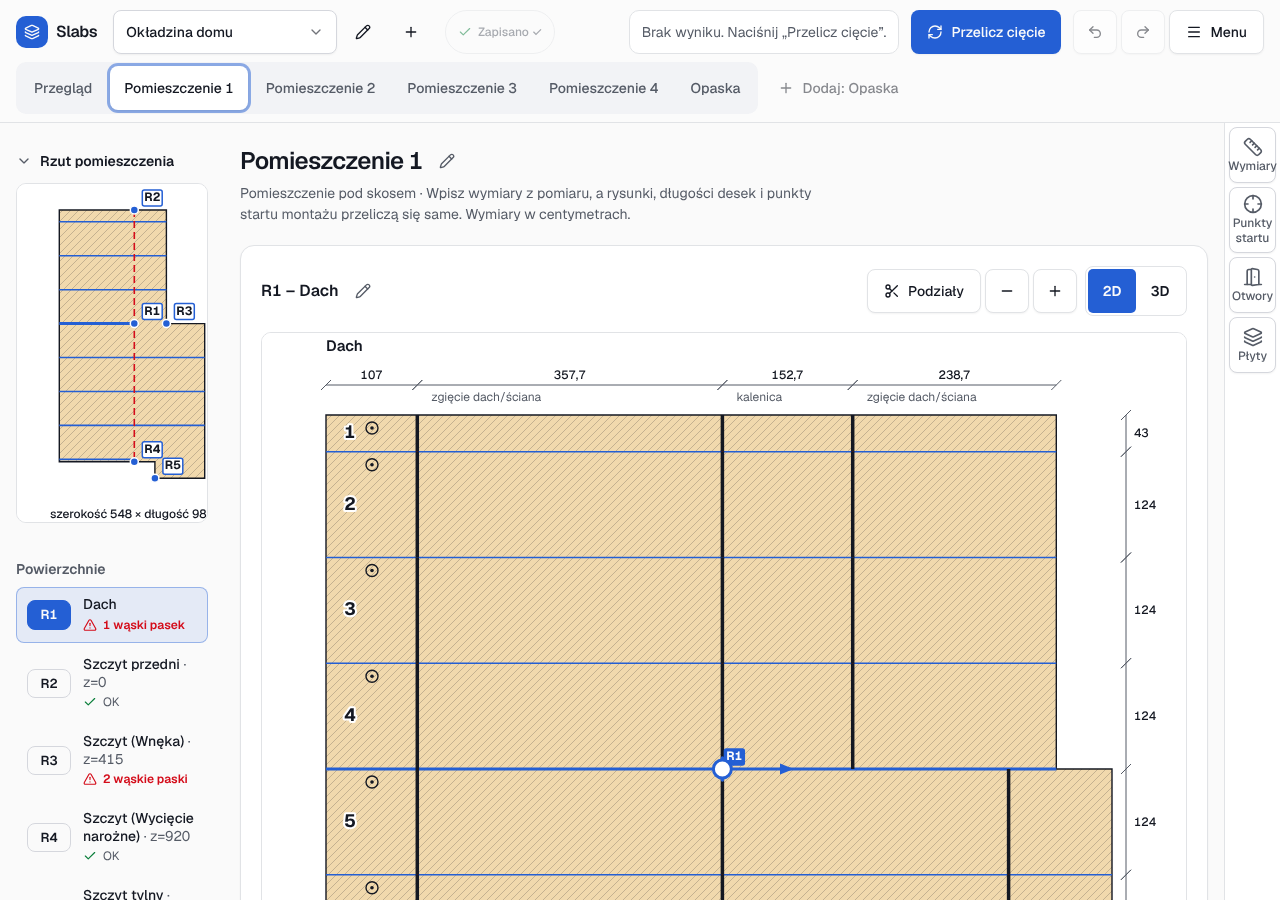 Slabs
Okładzina domu
Zapisano
Brak wyniku. Naciśnij „Przelicz cięcie”.
Przelicz cięcie
Menu
Przegląd
Pomieszczenie 1
Pomieszczenie 2
Pomieszczenie 3
Pomieszczenie 4
Opaska
Dodaj: Opaska
Rzut pomieszczenia
R2
R1
R3
R4
R5
szerokość 548 × długość 98
Powierzchnie
R1
Dach
1 wąski pasek
R2
Szczyt przedni ·
z=0
OK
R3
Szczyt (Wnęka) ·
z=415
2 wąskie paski
R4
Szczyt (Wycięcie
narożne) · z=920
OK
Szczyt tylny ·
Pomieszczenie 1
Pomieszczenie pod skosem · Wpisz wymiary z pomiaru, a rysunki, długości desek i punkty
startu montażu przeliczą się same. Wymiary w centymetrach.
R1 – Dach
Podziały
2D
3D
Dach
107
357,7
152,7
238,7
zgięcie dach/ściana
kalenica
zgięcie dach/ściana
1
43
2
124
3
124
4
124
R1
5
124
Wymiary
Punkty
startu
Otwory
Płyty